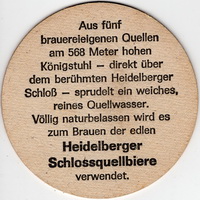 Aus fünf
brauereieigenen Quellen
am 568 Meter hohen
Königstuhl – direkt über
dem berühmten Heidelberger
Schloß – sprudelt ein weiches,
reines Quellwasser.
Völlig naturbelassen wird es
zum Brauen der edlen
Heidelberger
Schlossquellbiere
verwendet.